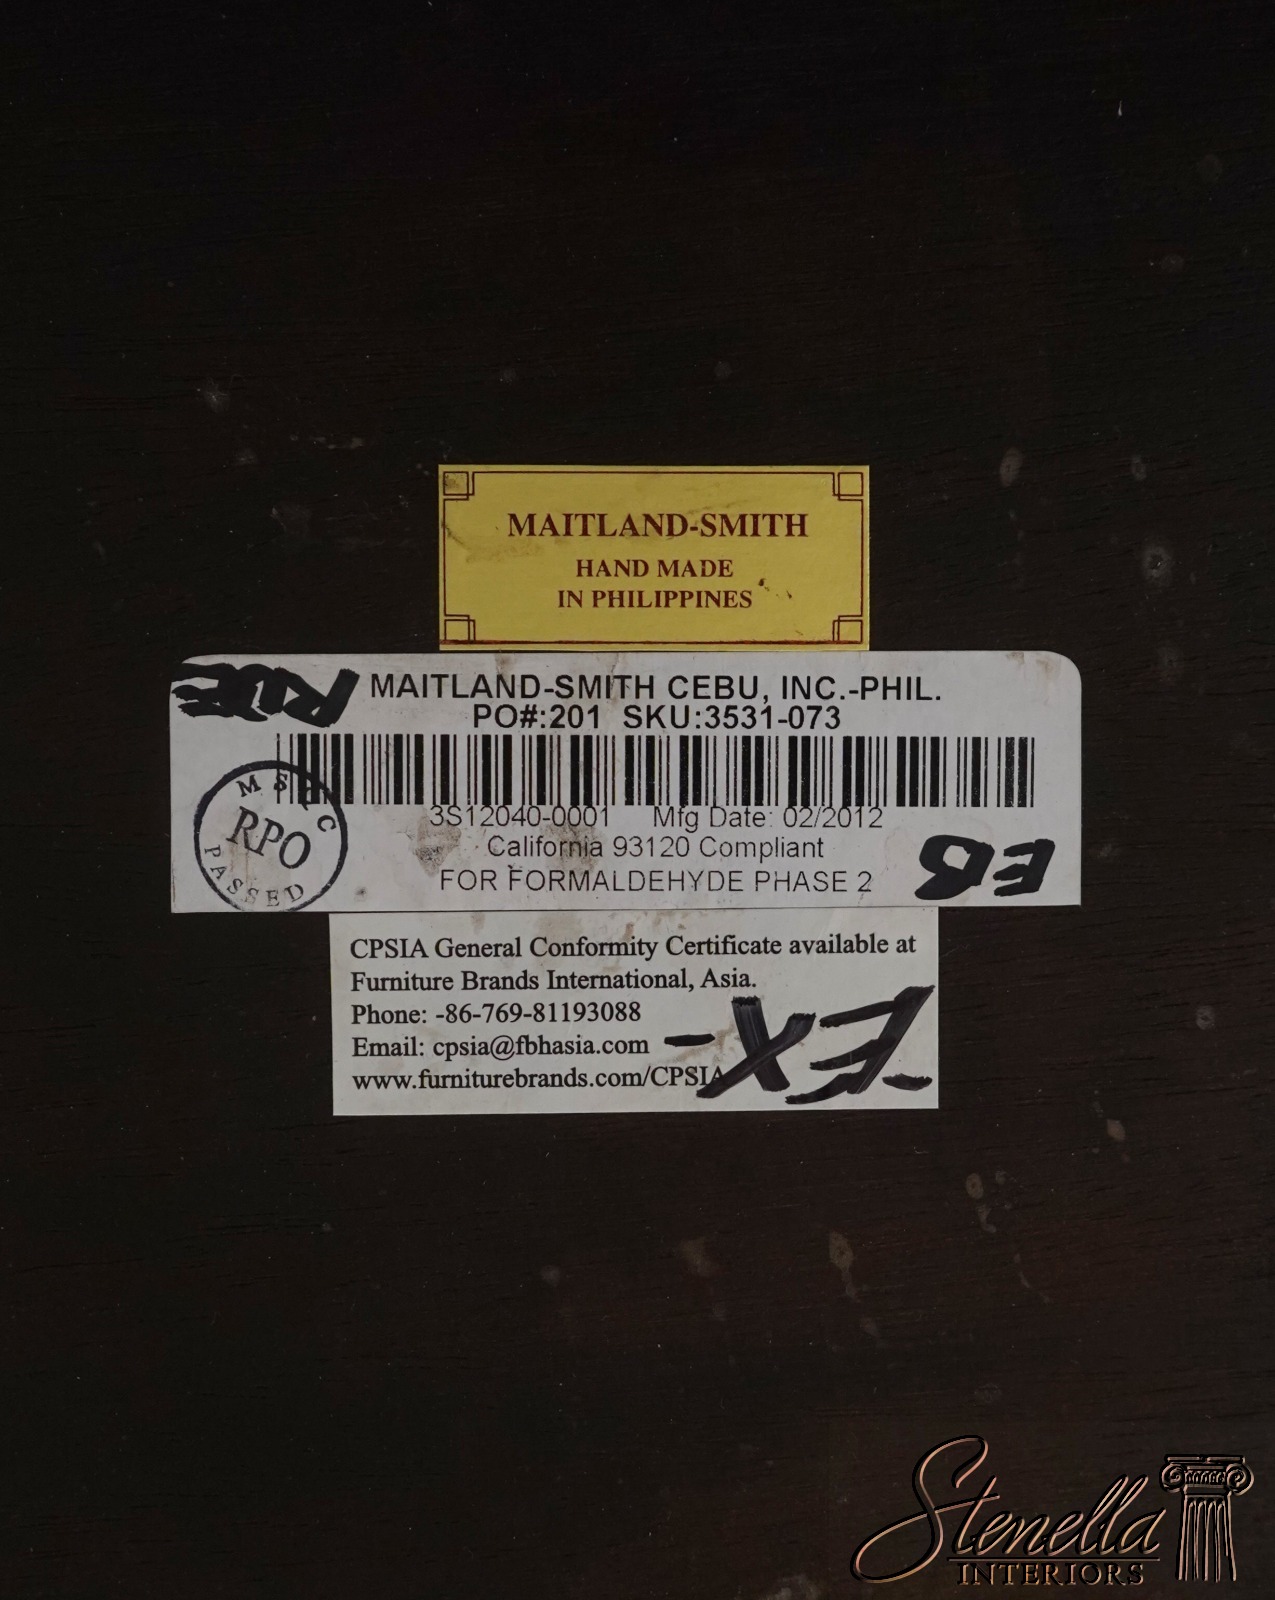 MAITLAND-SMITH
HAND MADE
IN PHILIPPINES
MAITLAND-SMITH CEBU, INC.-PHIL.
PO#:201 SKU:3531-073
3S12040-0001 Mfg Date: 02/2012
California 93120 Compliant
FOR FORMALDEHYDE PHASE 2
RPO
PASSED
EB
CPSIA General Conformity Certificate available at
Furniture Brands International, Asia.
Phone: -86-769-81193088
Email: cpsia@fbhasia.com
www.furniturebrands.com/CPSIA
Stenella
INTERIORS